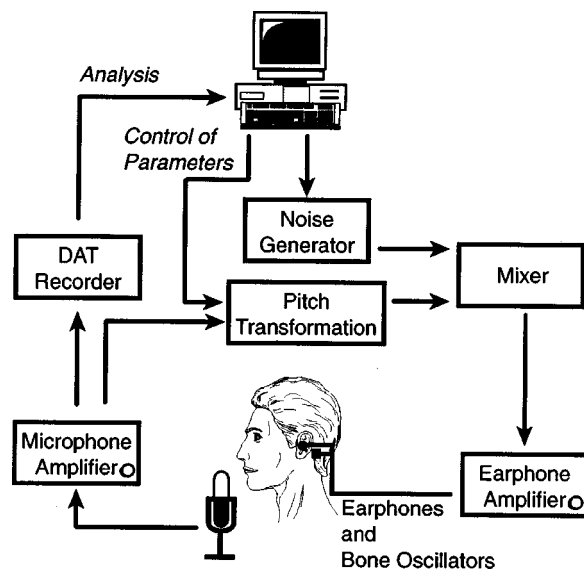 Analysis
Control of
Parameters
Noise
Generator
DAT
Recorder
Mixer
Pitch
Transformation
Microphone
Amplifier
Earphone
Amplifier
Earphones
and
Bone Oscillators